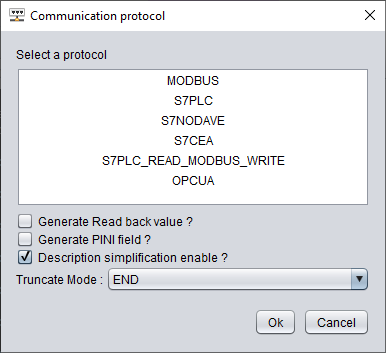 Communication protocol
Select a protocol
MODBUS
S7PLC
S7NODAVE
S7CEA
S7PLC_READ_MODBUS_WRITE
OPCUA
Generate Read back value ?
Generate PINI field ?
Description simplification enable ?
Truncate Mode : END
Ok Cancel